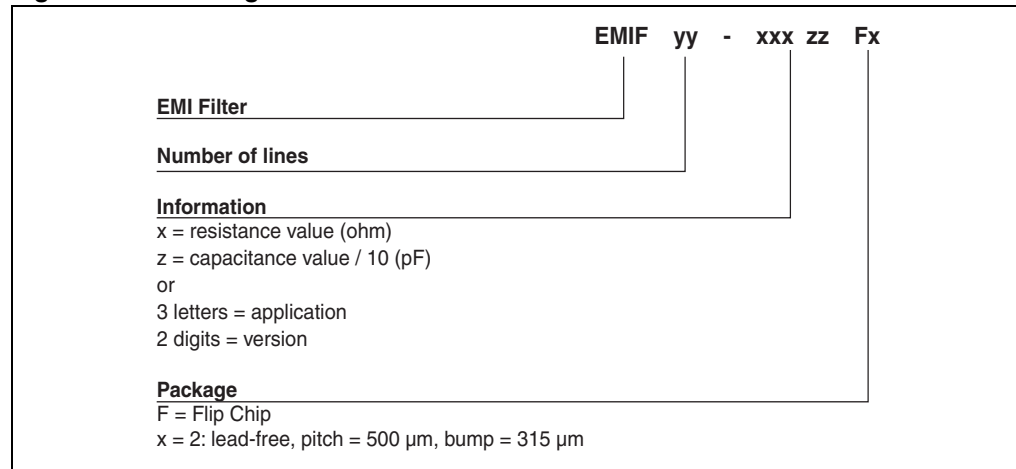 EMIF yy - xxx zz Fx
EMI Filter
Number of lines
Information
x = resistance value (ohm)
z = capacitance value / 10 (pF)
or
3 letters = application
2 digits = version
Package
F = Flip Chip
x = 2: lead-free, pitch = 500 µm, bump = 315 µm